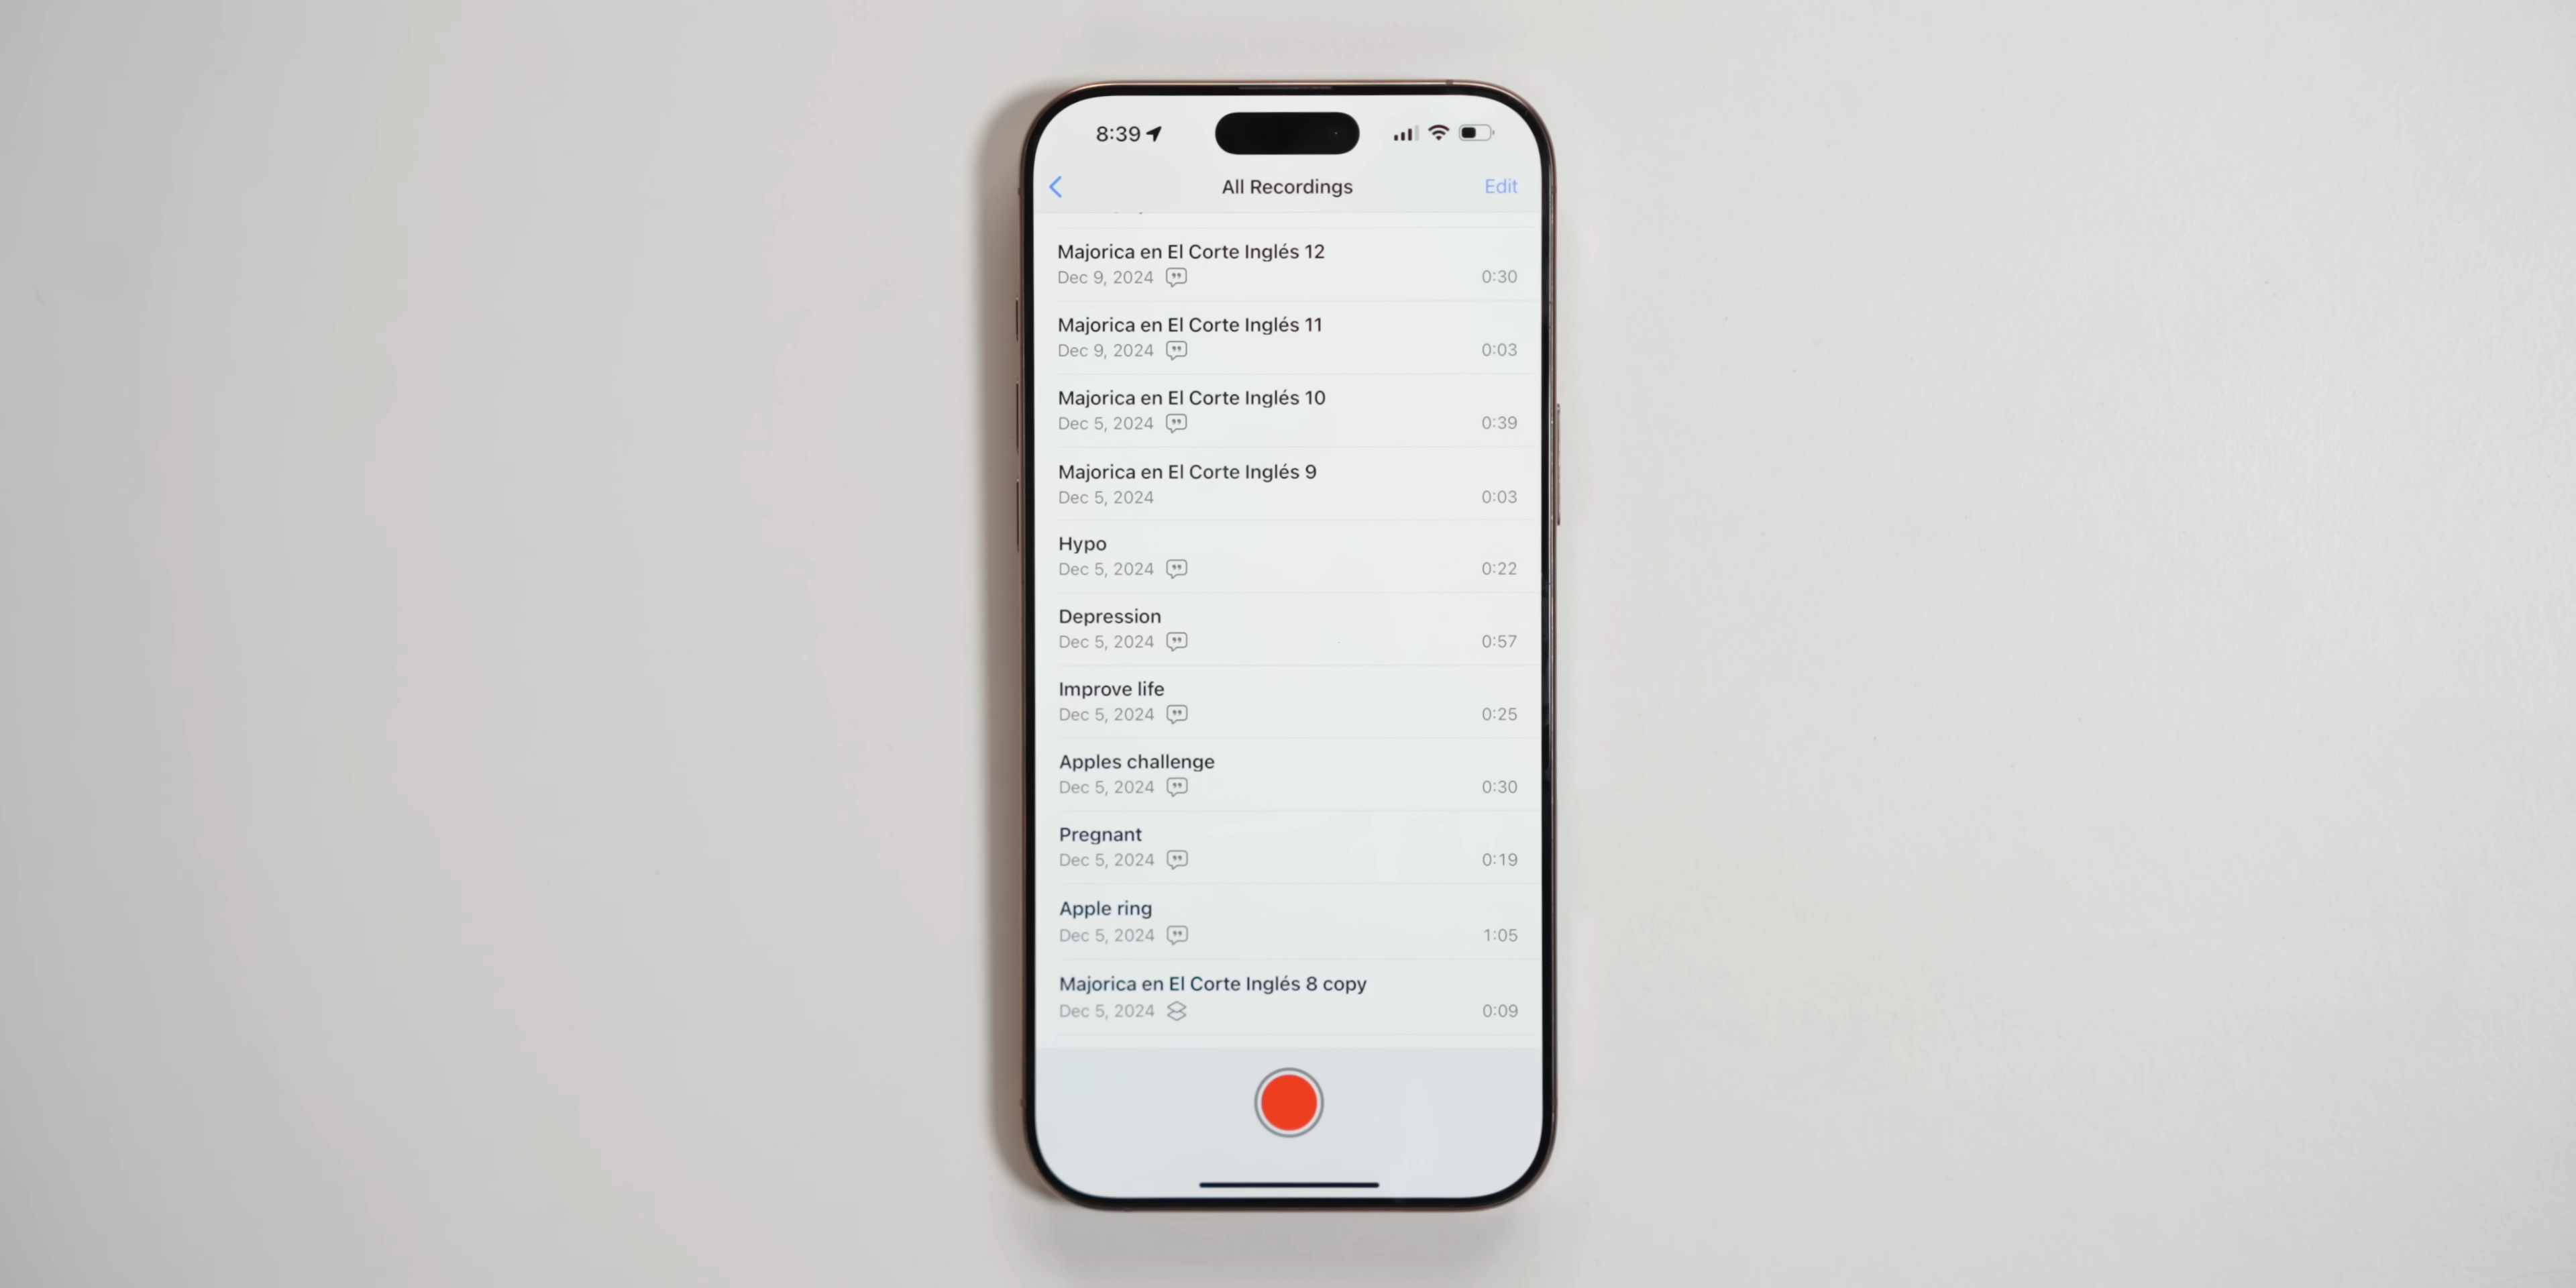 8:39
All Recordings
Edit
Majorica en El Corte Inglés 12
Dec 9, 2024
0:30
Majorica en El Corte Inglés 11
Dec 9, 2024
0:03
Majorica en El Corte Inglés 10
Dec 5, 2024
0:39
Majorica en El Corte Inglés 9
Dec 5, 2024
0:03
Hypo
Dec 5, 2024
0:22
Depression
Dec 5, 2024
0:57
Improve life
Dec 5, 2024
0:25
Apples challenge
Dec 5, 2024
0:30
Pregnant
Dec 5, 2024
0:19
Apple ring
Dec 5, 2024
1:05
Majorica en El Corte Inglés 8 copy
Dec 5, 2024
0:09